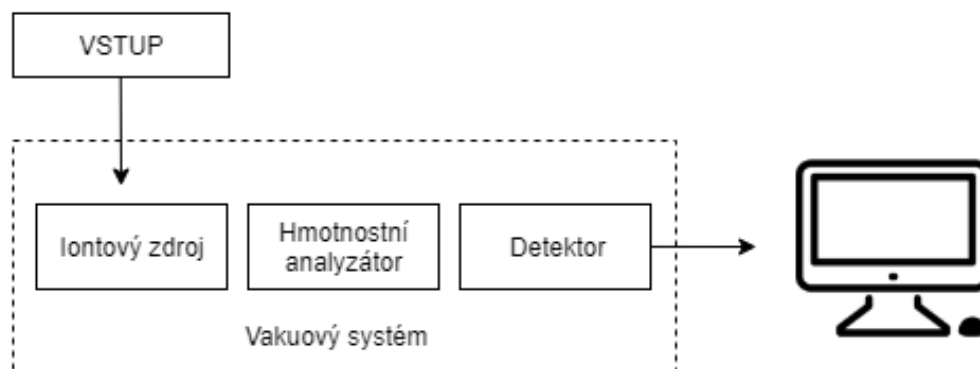 VSTUP
Iontový zdroj
Hmotnostní
analyzátor
Detektor
Vakuový systém